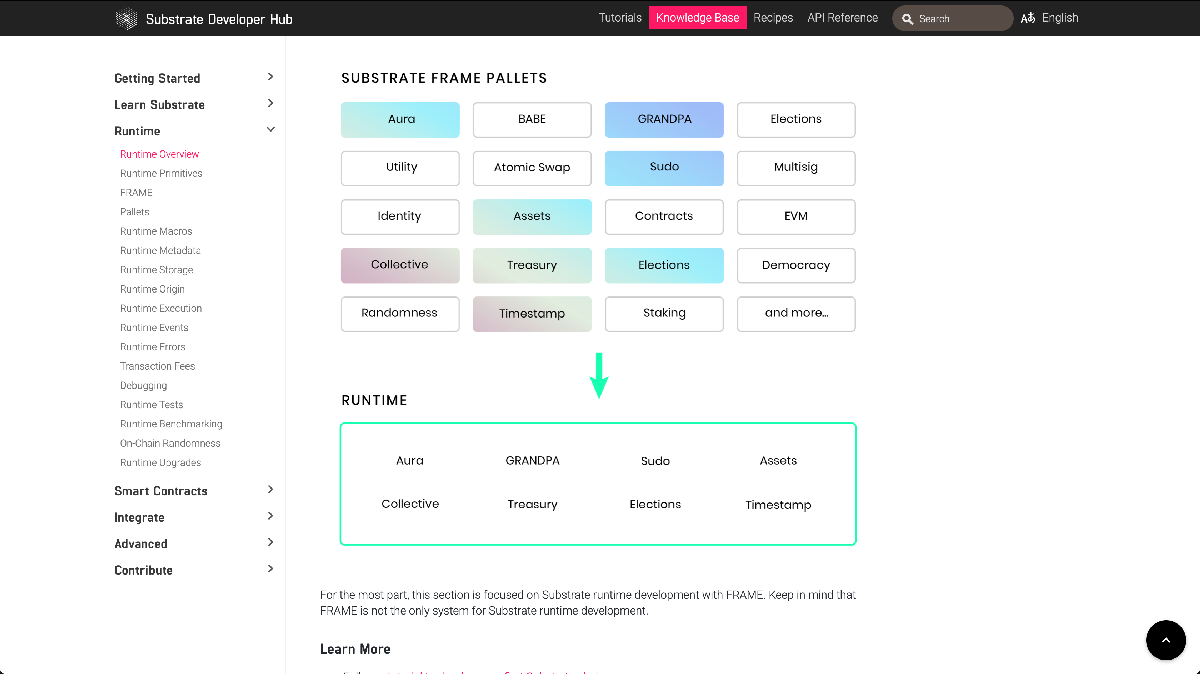 Substrate Developer Hub
Tutorials Knowledge Base Recipes API Reference Search English
Getting Started
Learn Substrate
Runtime
Runtime Overview
Runtime Primitives
FRAME
Pallets
Runtime Macros
Runtime Metadata
Runtime Storage
Runtime Origin
Runtime Execution
Runtime Events
Runtime Errors
Transaction Fees
Debugging
Runtime Tests
Runtime Benchmarking
On-Chain Randomness
Runtime Upgrades
Smart Contracts
Integrate
Advanced
Contribute
SUBSTRATE FRAME PALLETS
Aura BABE GRANDPA Elections
Utility Atomic Swap Sudo Multisig
Identity Assets Contracts EVM
Collective Treasury Elections Democracy
Randomness Timestamp Staking and more...
RUNTIME
Aura GRANDPA Sudo Assets
Collective Treasury Elections Timestamp
For the most part, this section is focused on Substrate runtime development with FRAME. Keep in mind that
FRAME is not the only system for Substrate runtime development.
Learn More